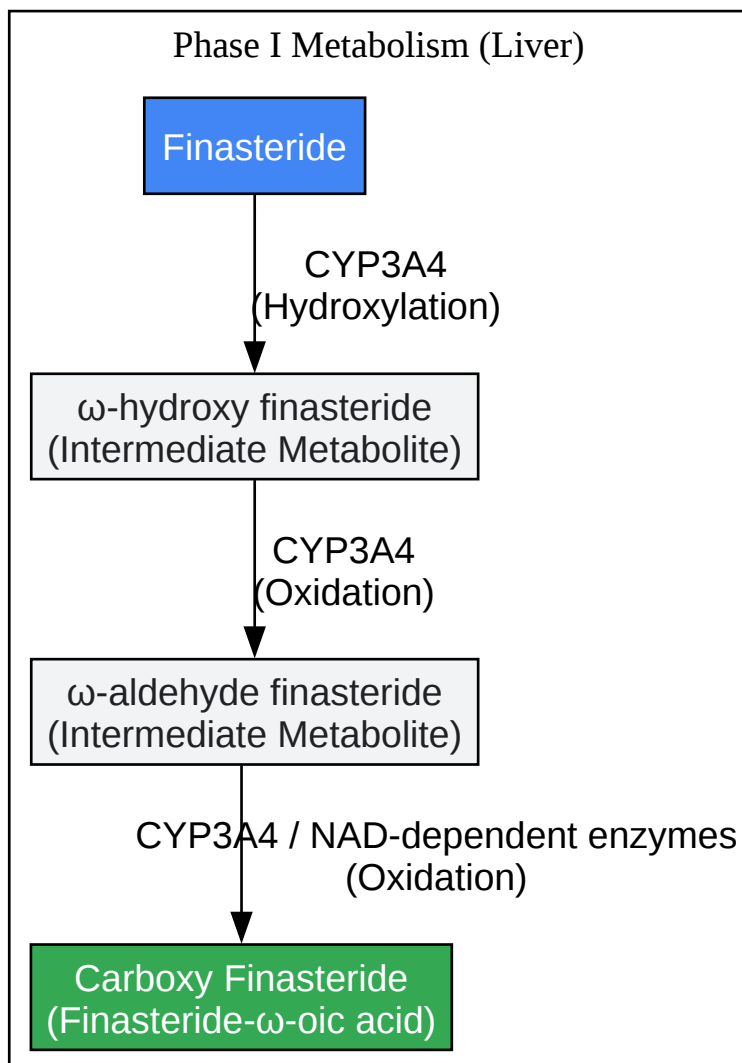 Phase I Metabolism (Liver)
Finasteride
CYP3A4
(Hydroxylation)
ω-hydroxy finasteride
(Intermediate Metabolite)
CYP3A4
(Oxidation)
ω-aldehyde finasteride
(Intermediate Metabolite)
CYP3A4 / NAD-dependent enzymes
(Oxidation)
Carboxy Finasteride
(Finasteride-ω-oic acid)